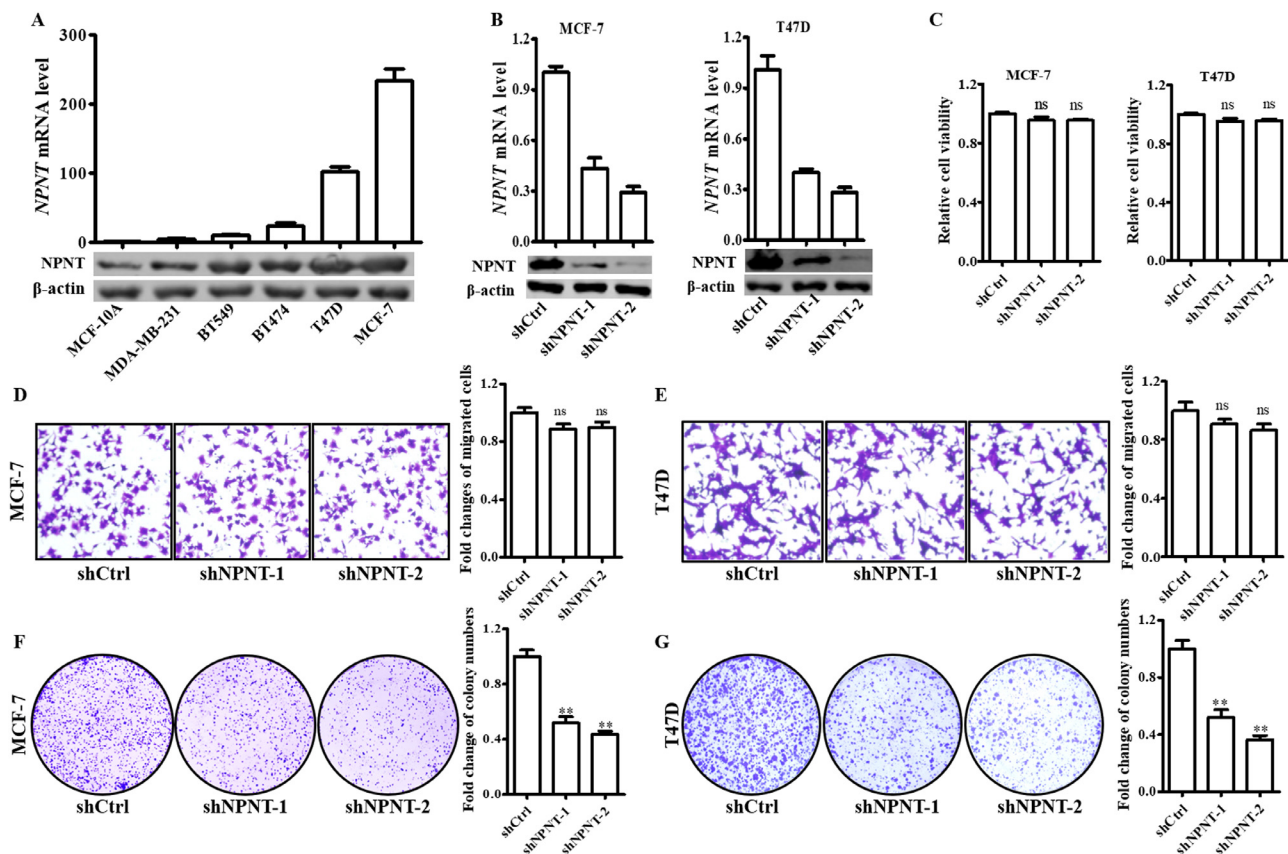 A
NPNT mRNA level
300
200
100
0
NPNT
β-actin
MCF-10A
MDA-MB-231
BT549
BT474
T47D
MCF-7
B
MCF-7
NPNT mRNA level
1.2
0.9
0.6
0.3
0.0
NPNT
β-actin
shCtrl
shNPNT-1
shNPNT-2
T47D
NPNT mRNA level
1.2
0.9
0.6
0.3
0.0
NPNT
β-actin
shCtrl
shNPNT-1
shNPNT-2
C
MCF-7
Relative cell viability
1.2
0.8
0.4
0.0
ns
ns
shCtrl
shNPNT-1
shNPNT-2
T47D
Relative cell viability
1.2
0.8
0.4
0.0
ns
ns
shCtrl
shNPNT-1
shNPNT-2
D
MCF-7
shCtrl
shNPNT-1
shNPNT-2
Fold changes of migrated cells
1.2
0.8
0.4
0.0
ns
ns
shCtrl
shNPNT-1
shNPNT-2
E
T47D
shCtrl
shNPNT-1
shNPNT-2
Fold change of migrated cells
1.2
0.8
0.4
0.0
ns
ns
shCtrl
shNPNT-1
shNPNT-2
F
MCF-7
shCtrl
shNPNT-1
shNPNT-2
Fold change of colony numbers
1.2
0.8
0.4
0.0
**
**
shCtrl
shNPNT-1
shNPNT-2
G
T47D
shCtrl
shNPNT-1
shNPNT-2
Fold change of colony numbers
1.2
0.8
0.4
0.0
**
**
shCtrl
shNPNT-1
shNPNT-2